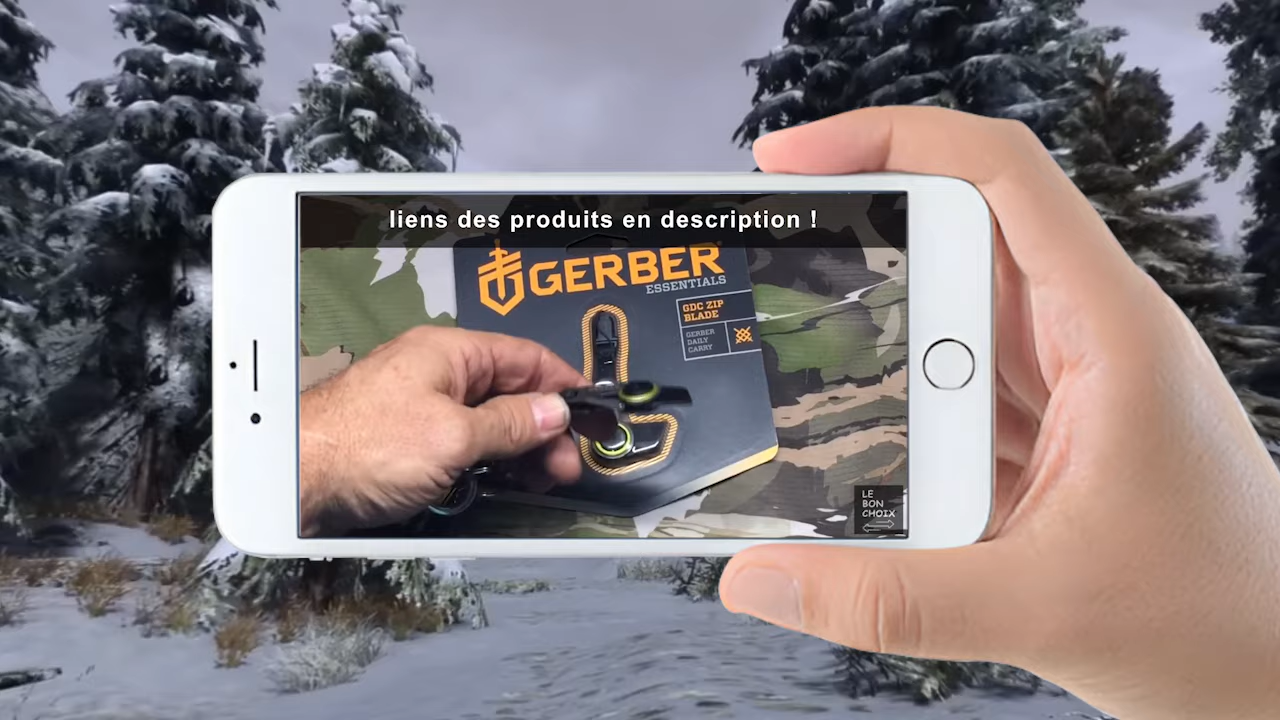 liens des produits en description !
GERBER
ESSENTIALS
GDC ZIP
BLADE
GERBER
DAILY
CARRY
LE
BON
CHOIX